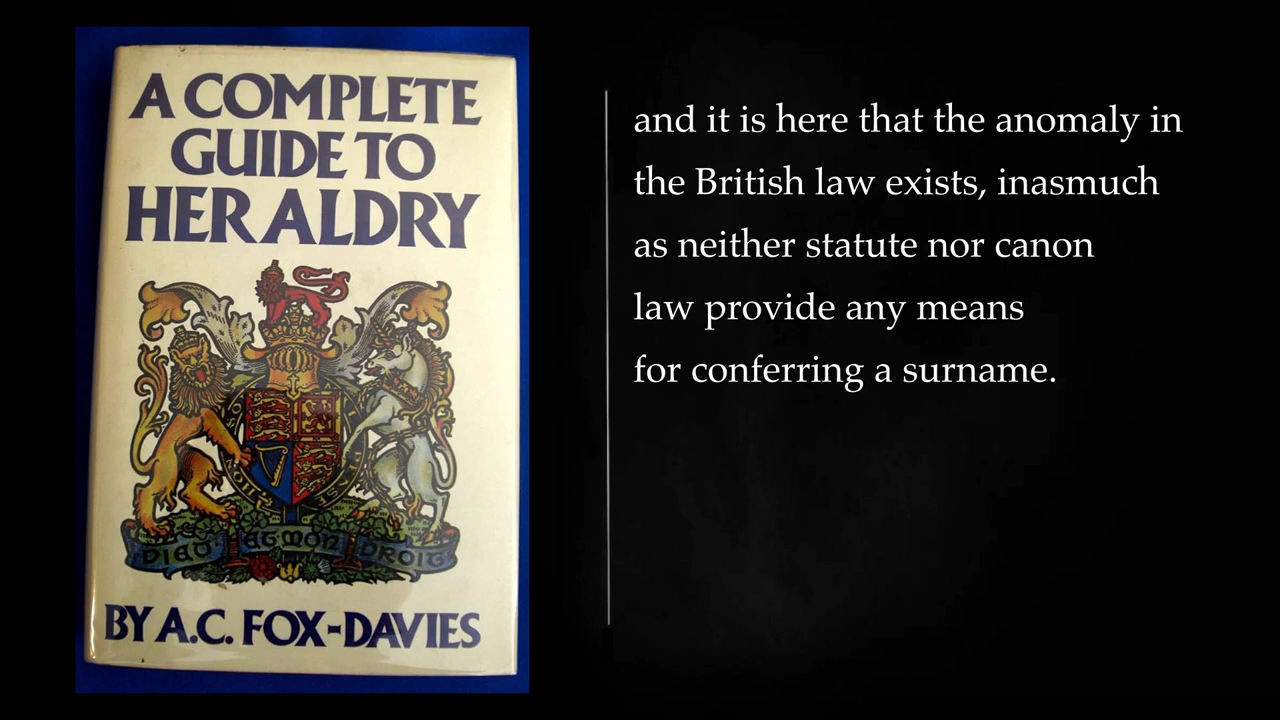 A COMPLETE
GUIDE TO
HERALDRY
DIEU ET MON DROIT
BY A.C. FOX-DAVIES
and it is here that the anomaly in
the British law exists, inasmuch
as neither statute nor canon
law provide any means
for conferring a surname.